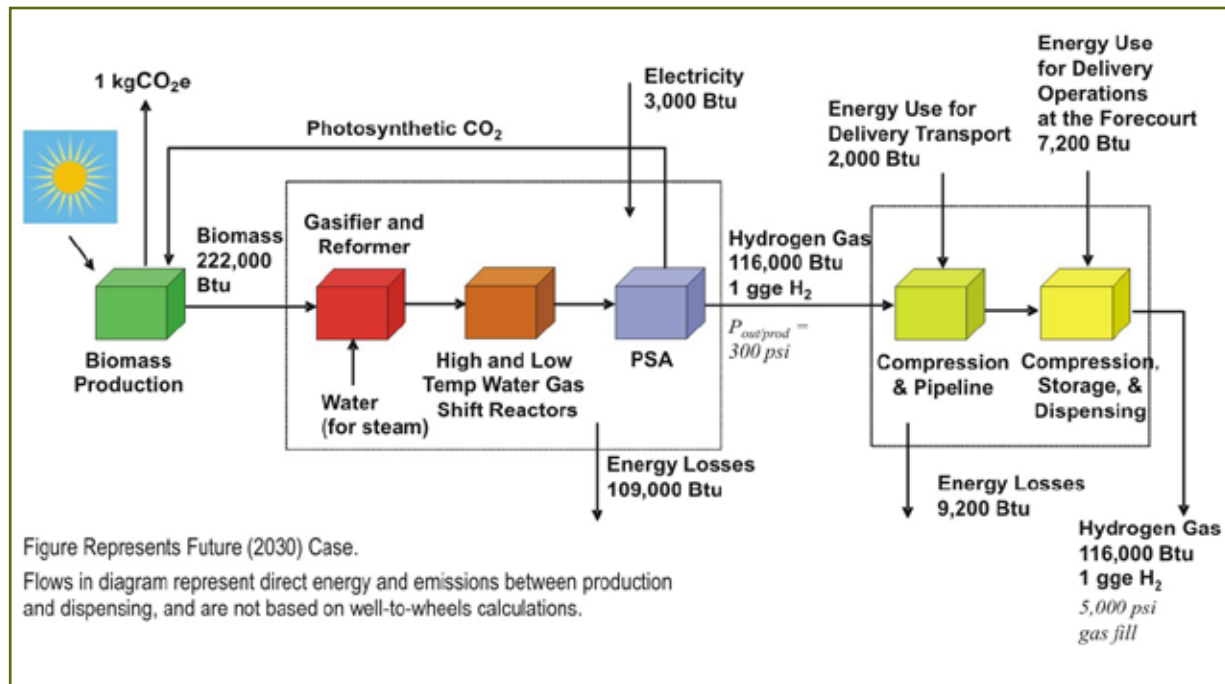 1 kgCO₂e
Photosynthetic CO₂
Electricity
3,000 Btu
Energy Use for
Delivery Transport
2,000 Btu
Energy Use
for Delivery
Operations
at the Forecourt
7,200 Btu
Biomass
222,000
Btu
Gasifier and
Reformer
Hydrogen Gas
116,000 Btu
1 gge H₂
P out/prod =
300 psi
Biomass
Production
Water
(for steam)
High and Low
Temp Water Gas
Shift Reactors
PSA
Compression
& Pipeline
Compression,
Storage, &
Dispensing
Energy Losses
109,000 Btu
Energy Losses
9,200 Btu
Hydrogen Gas
116,000 Btu
1 gge H₂
5,000 psi
gas fill
Figure Represents Future (2030) Case.
Flows in diagram represent direct energy and emissions between production
and dispensing, and are not based on well-to-wheels calculations.